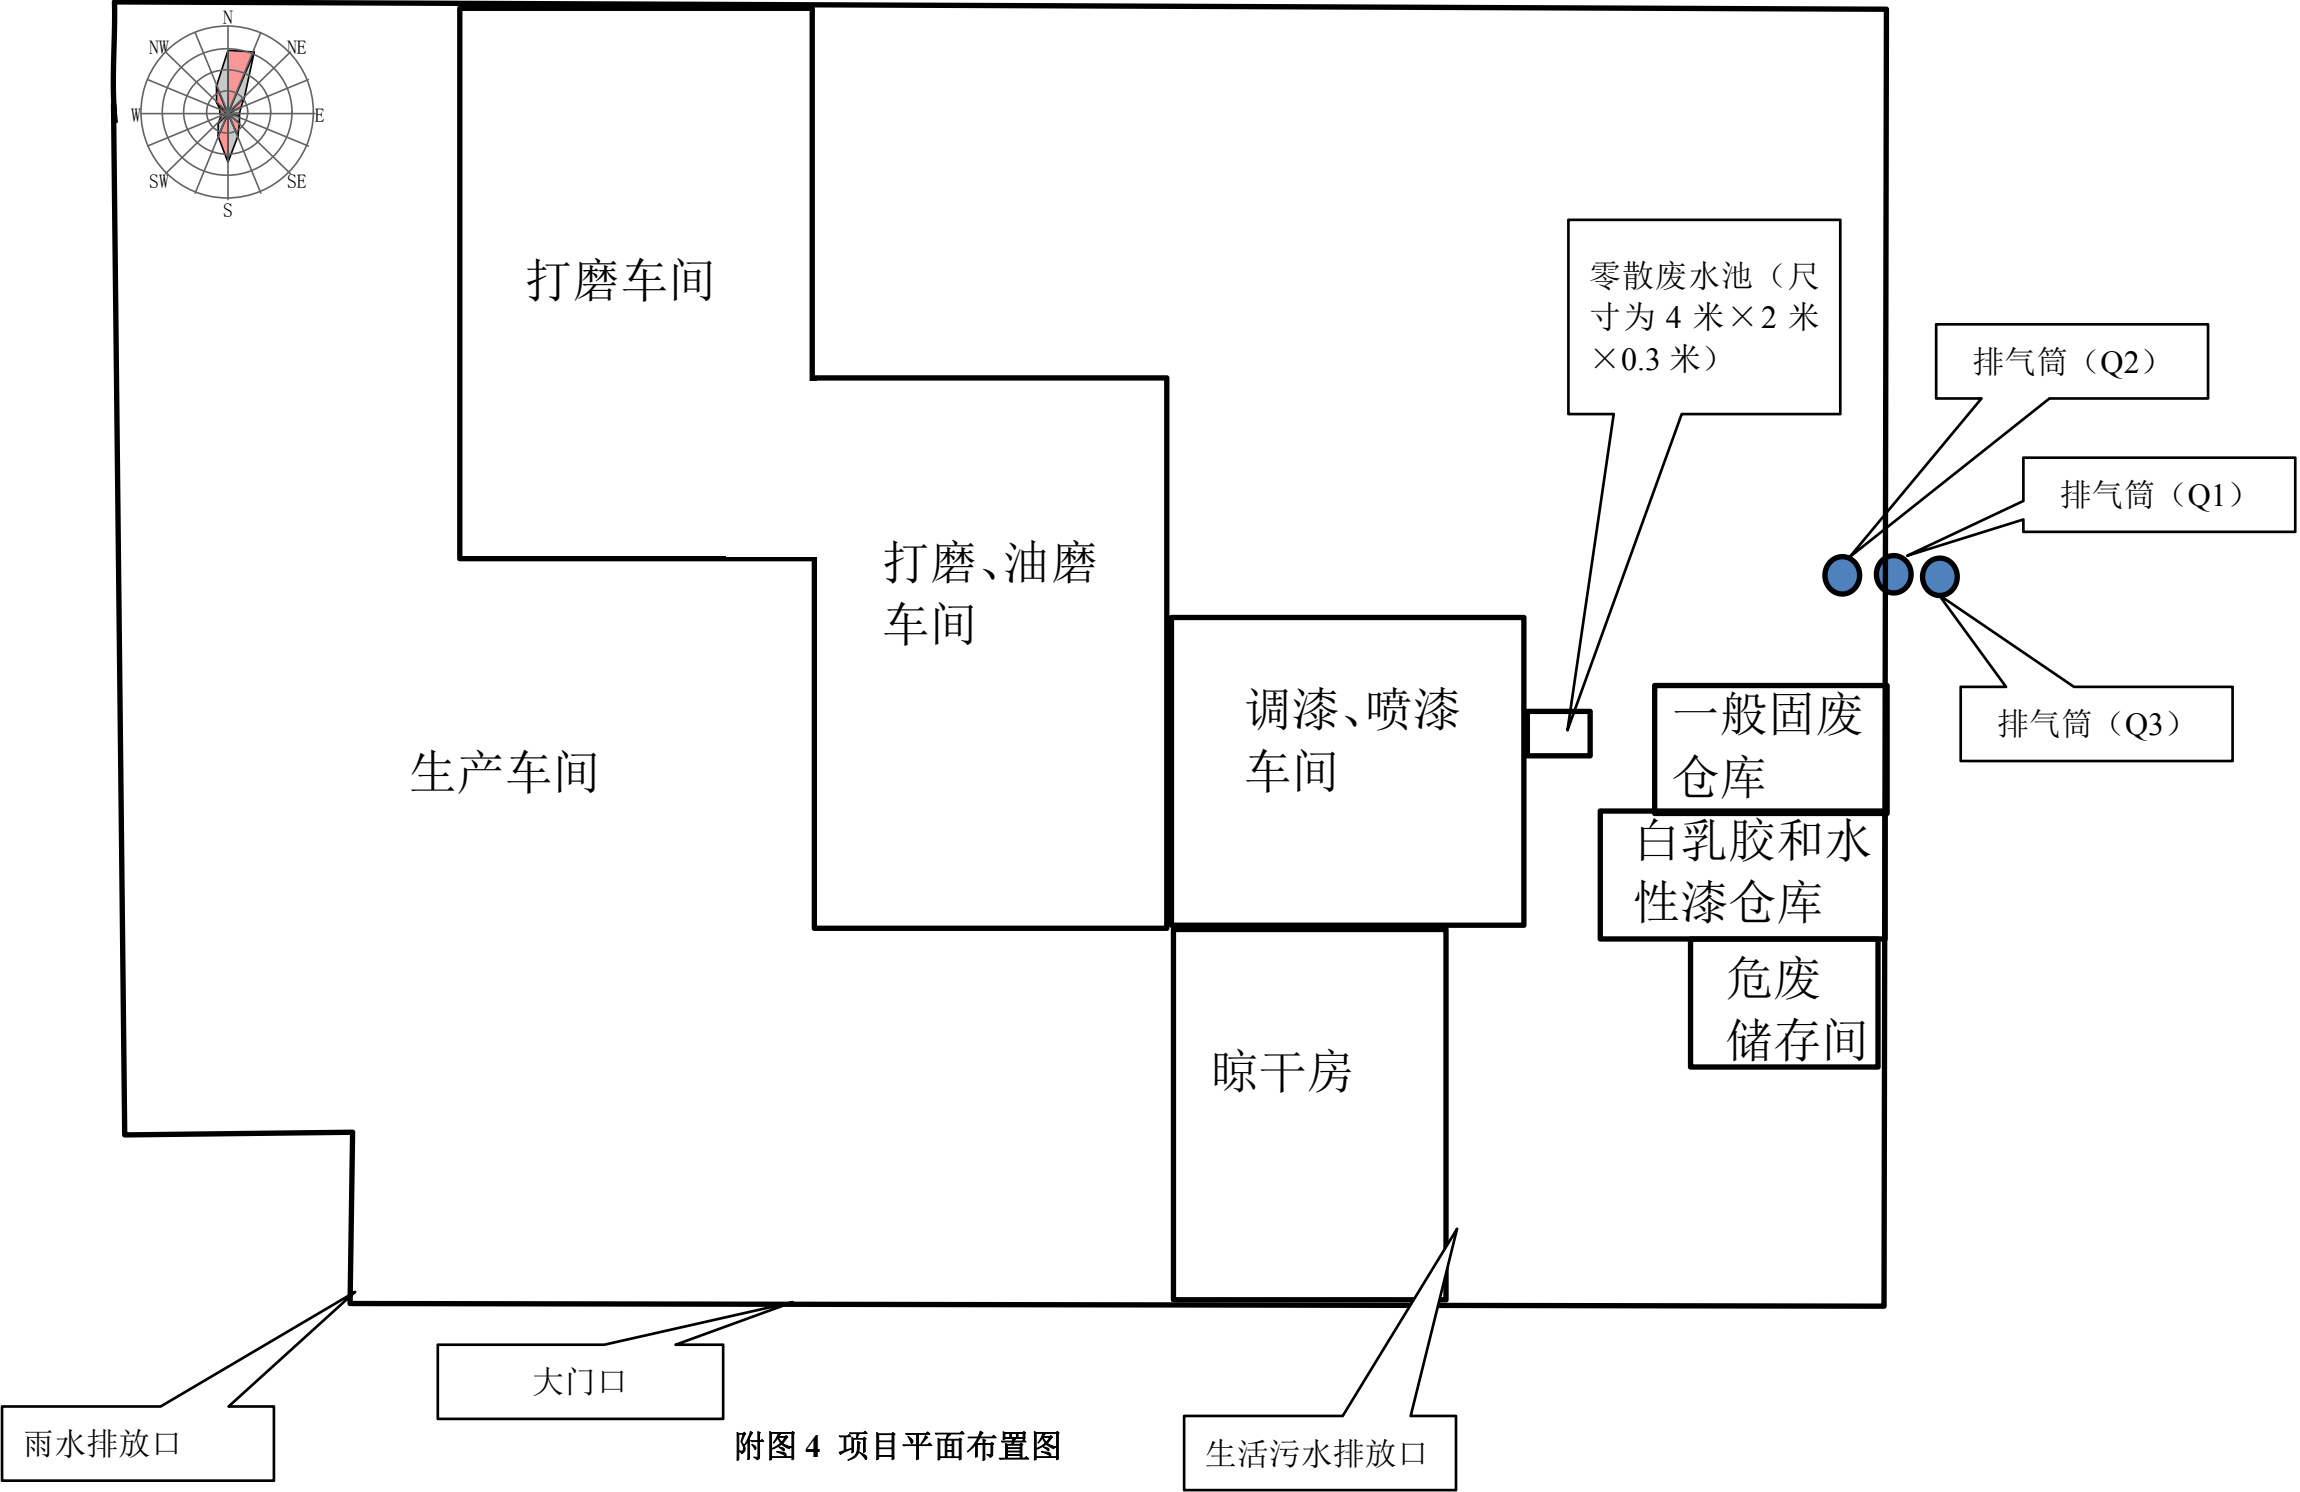 N
NW
NE
W
E
SW
SE
S
打磨车间
零散废水池（尺
寸为 4 米×2 米
×0.3 米）
排气筒（Q2）
排气筒（Q1）
打磨、油磨
车间
调漆、喷漆
车间
一般固废
仓库
排气筒（Q3）
生产车间
白乳胶和水
性漆仓库
危废
储存间
晾干房
大门口
雨水排放口
附图 4 项目平面布置图
生活污水排放口